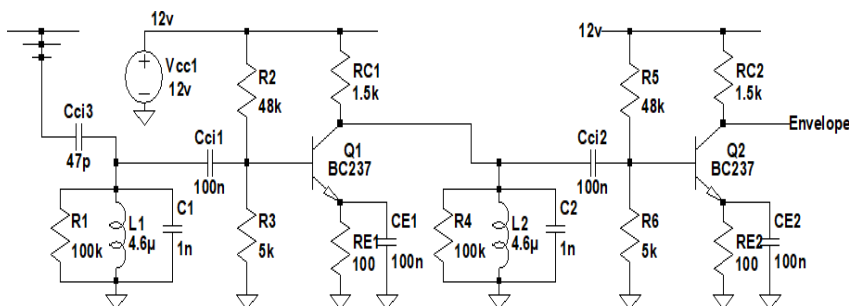 12v
Vcc1
12v
Cci3
47p
R1
100k
L1
4.6µ
C1
1n
Cci1
100n
R2
48k
R3
5k
RC1
1.5k
Q1
BC237
RE1
100
CE1
100n
R4
100k
L2
4.6µ
C2
1n
Cci2
100n
12v
R5
48k
R6
5k
RC2
1.5k
Envelope
Q2
BC237
RE2
100
CE2
100n